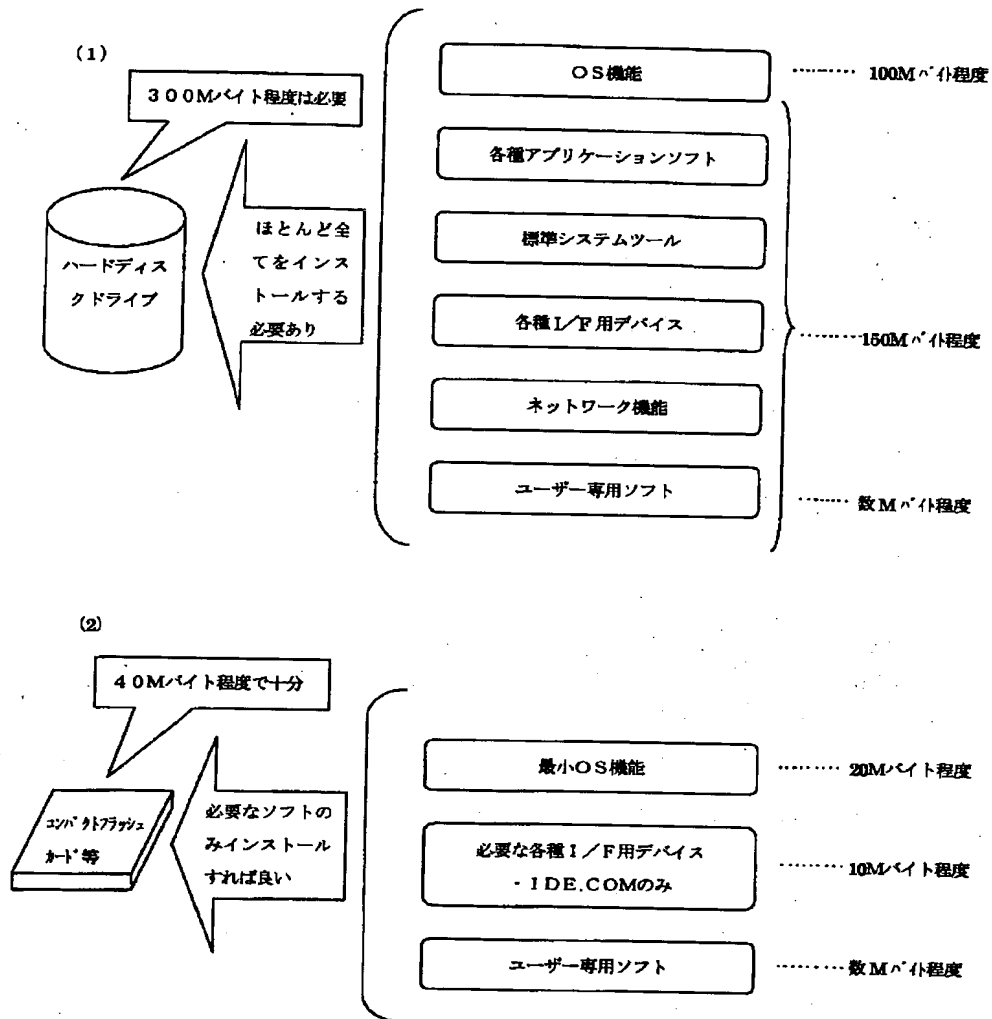 (1)
300Mバイト程度は必要
ハードディス
クドライブ
ほとんど全
てをインス
トールする
必要あり
OS機能
100Mバイト程度
各種アプリケーションソフト
標準システムツール
各種I/F用デバイス
150Mバイト程度
ネットワーク機能
ユーザー専用ソフト
数Mバイト程度
(2)
40Mバイト程度で十分
コンパクトフラッシュ
カード等
必要なソフトの
みインストール
すれば良い
最小OS機能
20Mバイト程度
必要な各種I/F用デバイス
・IDE.COMのみ
10Mバイト程度
ユーザー専用ソフト
数Mバイト程度